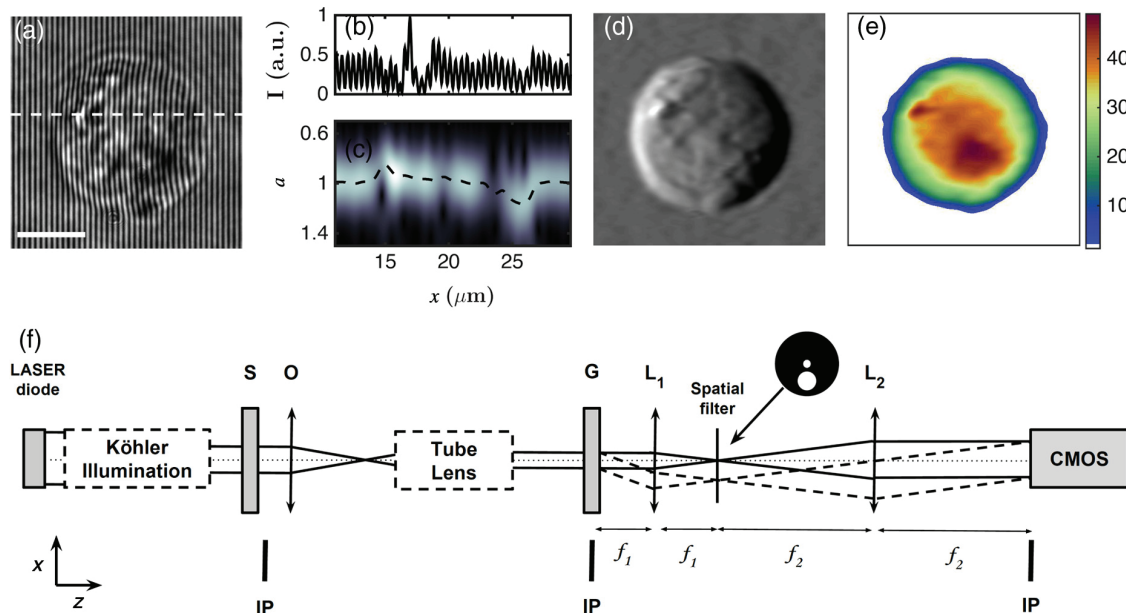 (a)
(b)
I (a.u.)
1
0.5
0
(c)
a
0.6
1
1.4
15 20 25
x (μm)
(d)
(e)
40
30
20
10
(f)
LASER
diode
Köhler
Illumination
S
O
Tube
Lens
G
L1
Spatial
filter
L2
CMOS
f1
f1
f2
f2
x
z
IP
IP
IP